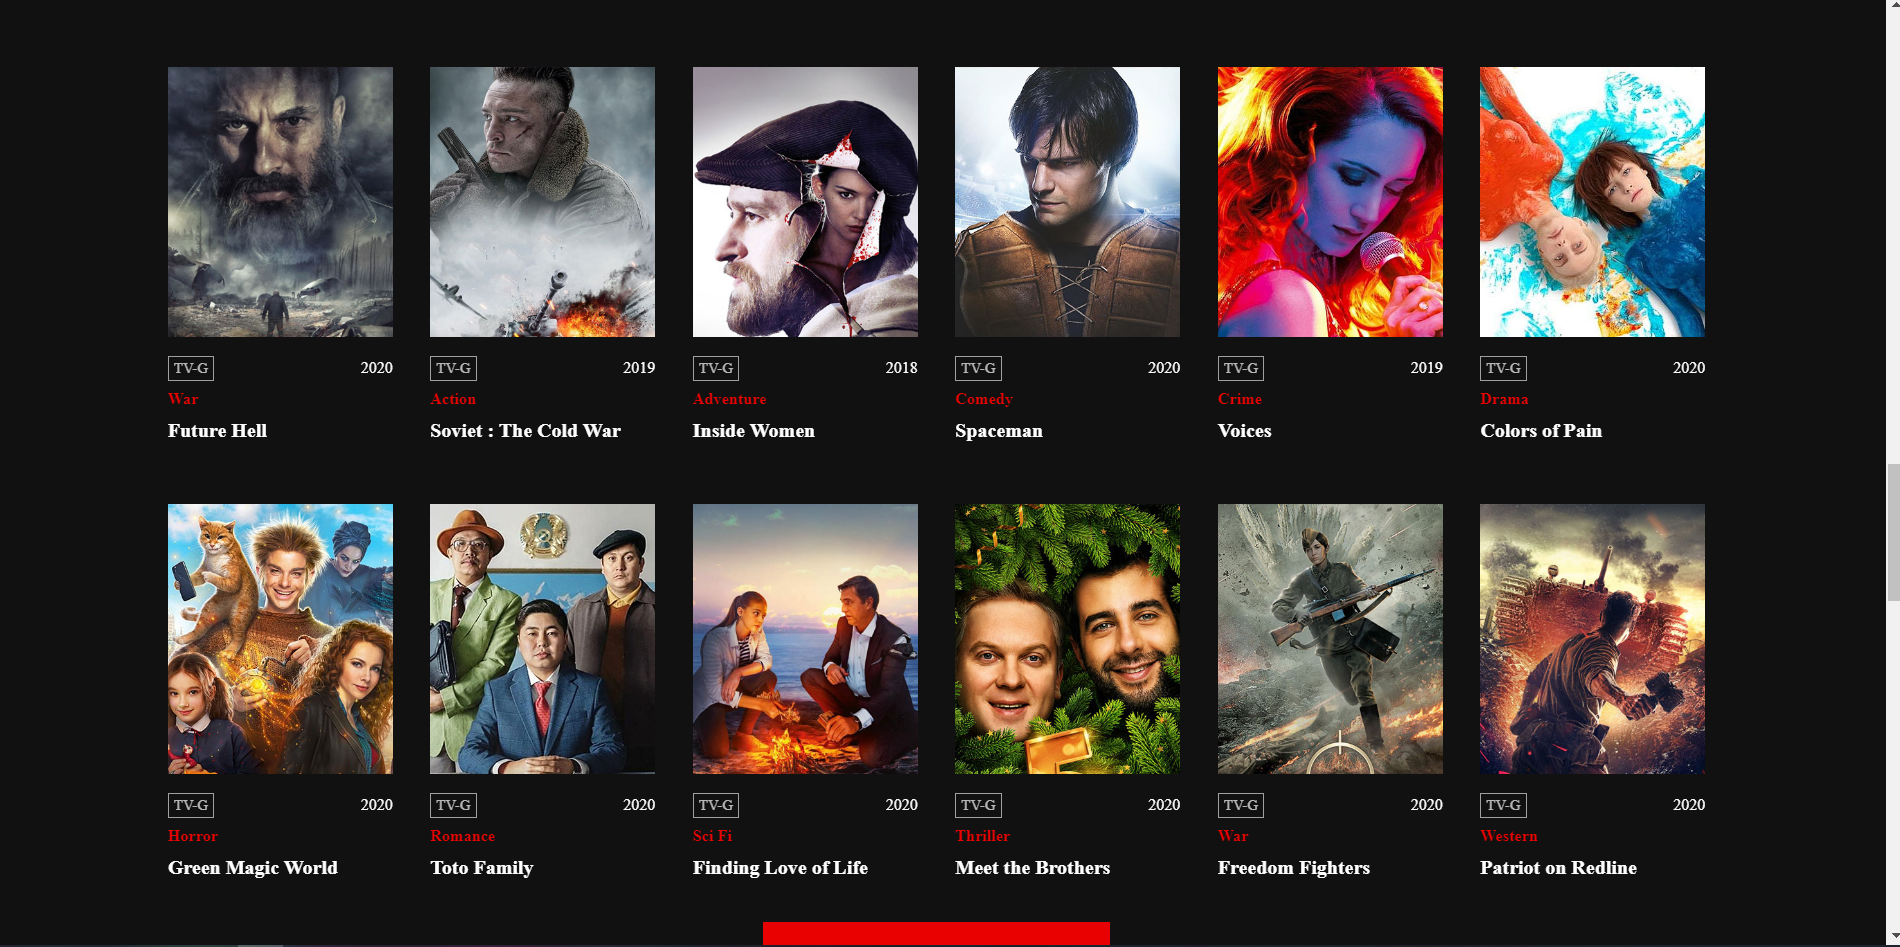 TV-G 2020 TV-G 2019 TV-G 2018 TV-G 2020 TV-G 2019 TV-G 2020
War Action Adventure Comedy Crime Drama
Future Hell Soviet : The Cold War Inside Women Spaceman Voices Colors of Pain
TV-G 2020 TV-G 2020 TV-G 2020 TV-G 2020 TV-G 2020 TV-G 2020
Horror Romance Sci Fi Thriller War Western
Green Magic World Toto Family Finding Love of Life Meet the Brothers Freedom Fighters Patriot on Redline